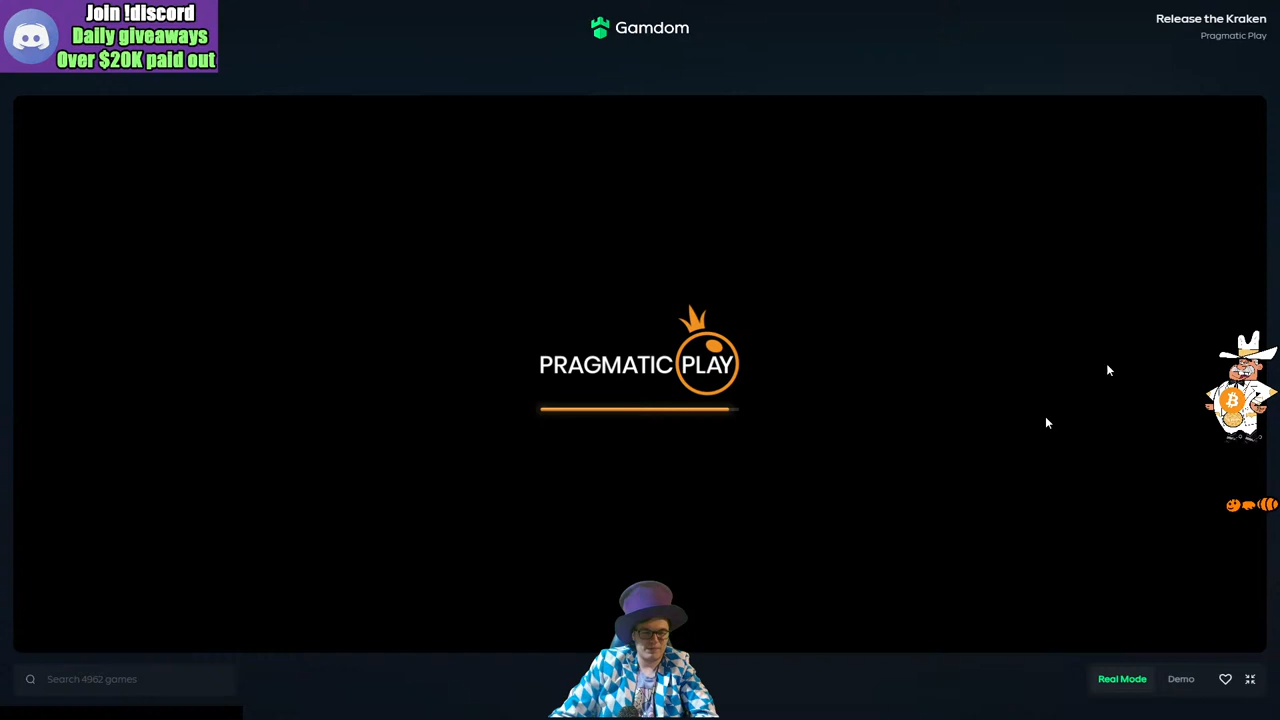 Join !discord
Daily giveaways
Over $20K paid out
Gamdom
Release the Kraken
Pragmatic Play
PRAGMATIC PLAY
Search 4962 games
Real Mode
Demo